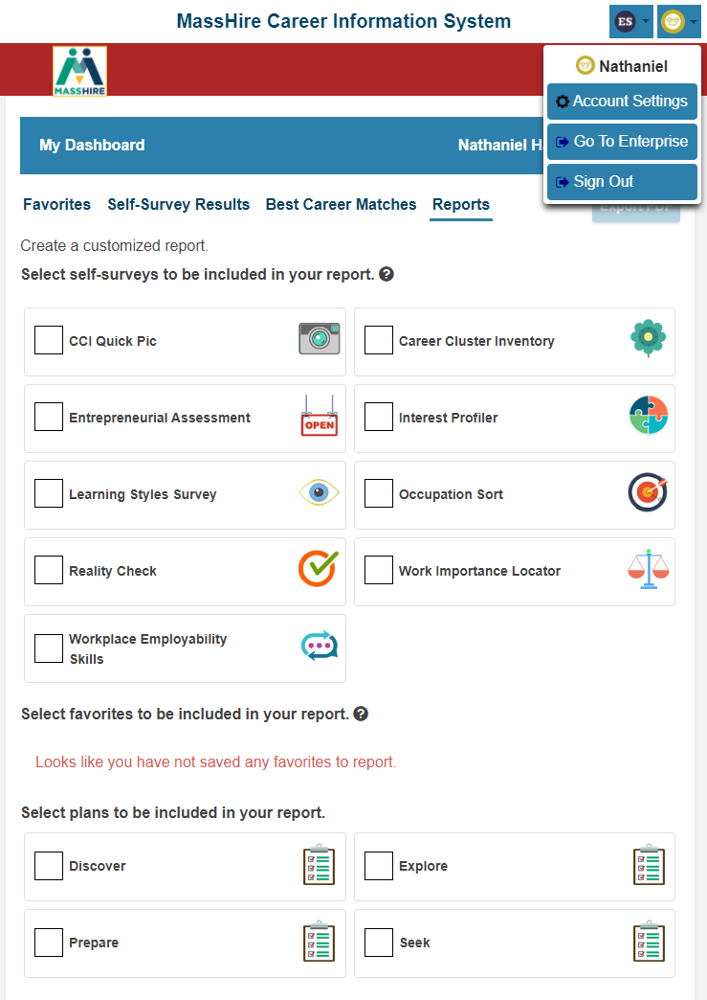 MassHire Career Information System
ES
MASSHIRE
Nathaniel
Account Settings
Go To Enterprise
Sign Out
My Dashboard
Nathaniel
Favorites Self-Survey Results Best Career Matches Reports
Export PDF
Create a customized report.
Select self-surveys to be included in your report. ?
CCI Quick Pic
Career Cluster Inventory
Entrepreneurial Assessment
OPEN
Interest Profiler
Learning Styles Survey
Occupation Sort
Reality Check
Work Importance Locator
Workplace Employability
Skills
Select favorites to be included in your report. ?
Looks like you have not saved any favorites to report.
Select plans to be included in your report.
Discover
Explore
Prepare
Seek